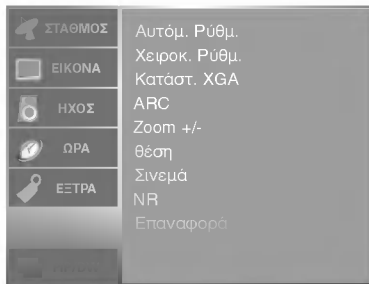 ΣΤΑΘΜΟΣ
ΕΙΚΟΝΑ
ΗΧΟΣ
ΩΡΑ
ΕΞΤΡΑ
Αυτόμ. Ρύθμ.
Χειροκ. Ρύθμ.
Κατάστ. XGA
ARC
Zoom +/-
θέση
Σινεμά
NR
Επαναφορά